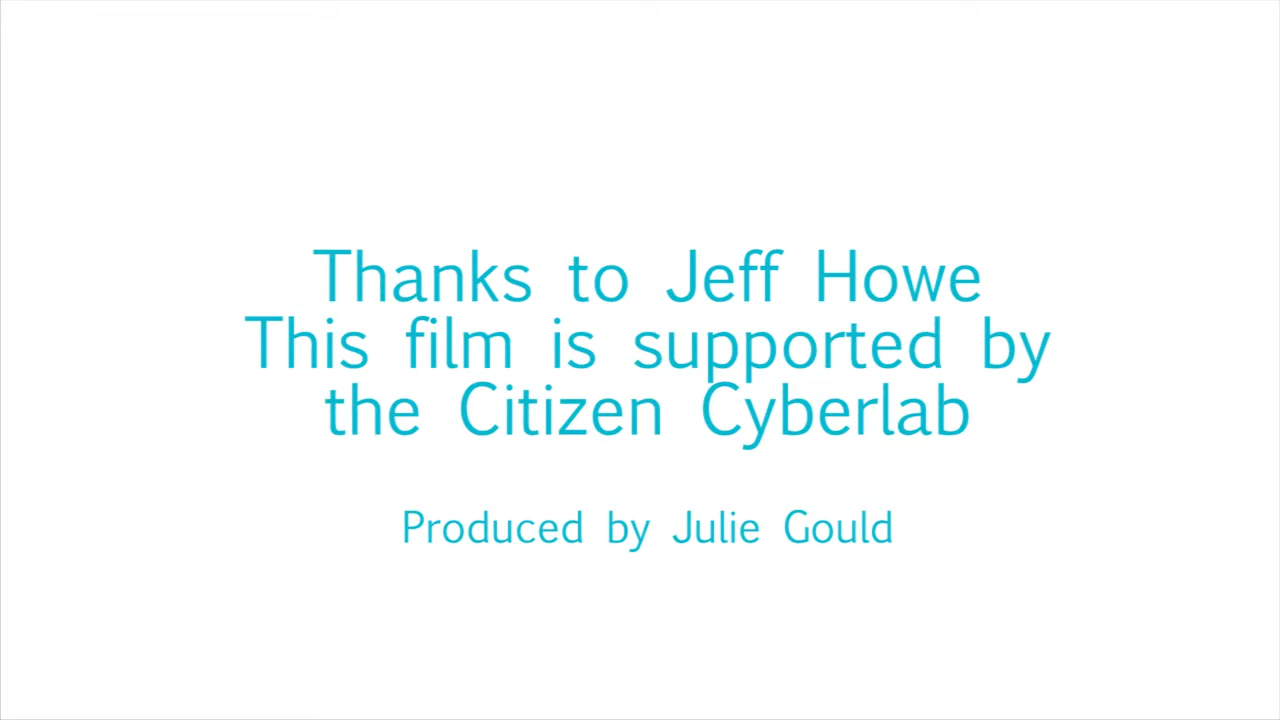 Thanks to Jeff Howe
This film is supported by
the Citizen Cyberlab
Produced by Julie Gould